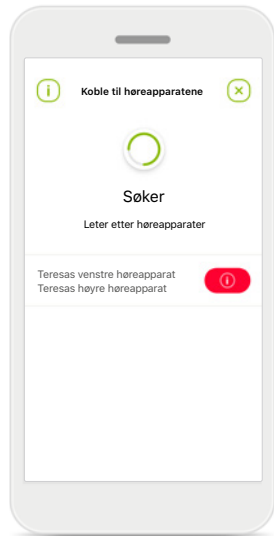 Koble til høreapparatene
Søker
Leter etter høreapparater
Teresas venstre høreapparat
Teresas høyre høreapparat